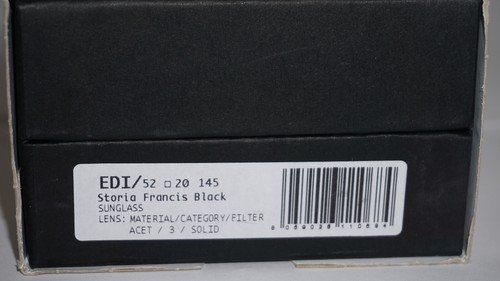 EDI/52 □ 20 145
Storia Francis Black
SUNGLASS
LENS: MATERIAL/CATEGORY/FILTER
ACET / 3 / SOLID